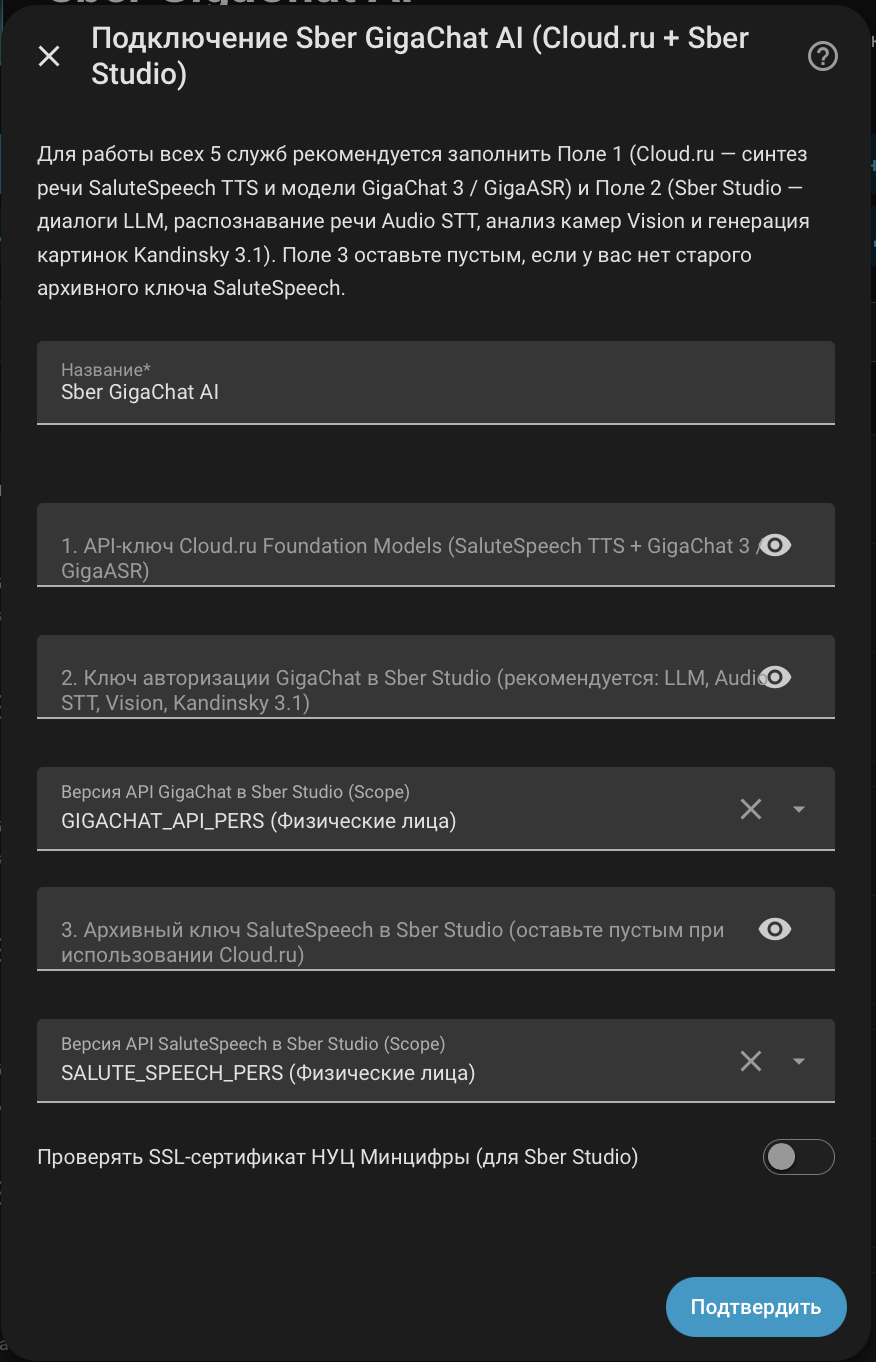 Подключение Sber GigaChat AI (Cloud.ru + Sber
Studio)
Для работы всех 5 служб рекомендуется заполнить Поле 1 (Cloud.ru — синтез
речи SaluteSpeech TTS и модели GigaChat 3 / GigaASR) и Поле 2 (Sber Studio —
диалоги LLM, распознавание речи Audio STT, анализ камер Vision и генерация
картинок Kandinsky 3.1). Поле 3 оставьте пустым, если у вас нет старого
архивного ключа SaluteSpeech.
Название*
Sber GigaChat AI
1. API-ключ Cloud.ru Foundation Models (SaluteSpeech TTS + GigaChat 3 /
GigaASR)
2. Ключ авторизации GigaChat в Sber Studio (рекомендуется: LLM, Audio
STT, Vision, Kandinsky 3.1)
Версия API GigaChat в Sber Studio (Scope)
GIGACHAT_API_PERS (Физические лица)
3. Архивный ключ SaluteSpeech в Sber Studio (оставьте пустым при
использовании Cloud.ru)
Версия API SaluteSpeech в Sber Studio (Scope)
SALUTE_SPEECH_PERS (Физические лица)
Проверять SSL-сертификат НУЦ Минцифры (для Sber Studio)
Подтвердить